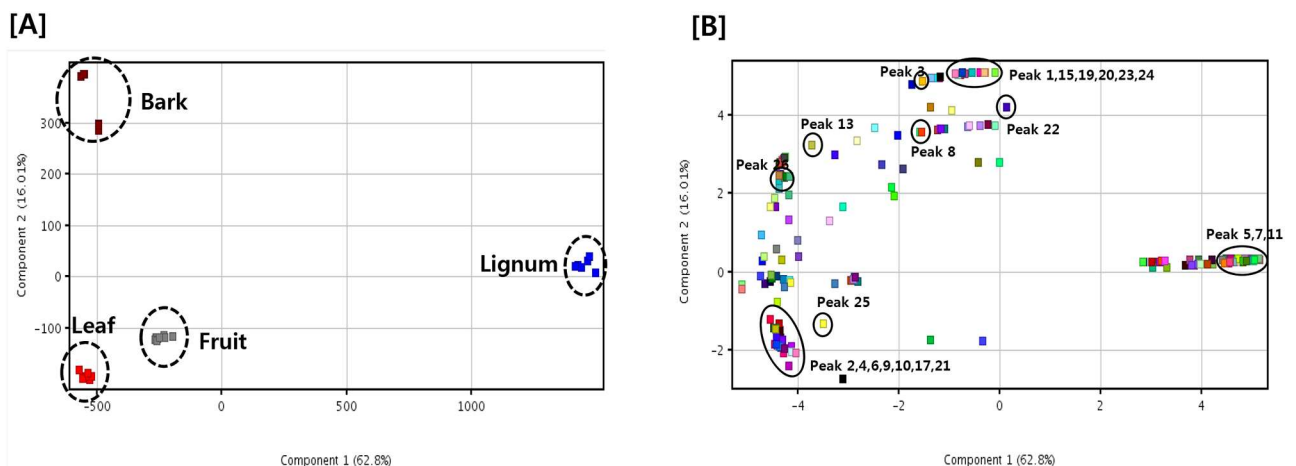 [A]
Bark
300
200
100
0
-100
Component 2 (16.01%)
Lignum
Leaf
Fruit
-500
0
500
1000
Component 1 (62.8%)
[B]
Peak 3
Peak 1,15,19,20,23,24
4
Peak 22
Peak 13
Peak 8
Peak 26
2
Component 2 (16.01%)
Peak 5,7,11
0
Peak 25
-2
Peak 2,4,6,9,10,17,21
-4
-2
0
2
4
Component 1 (62.8%)